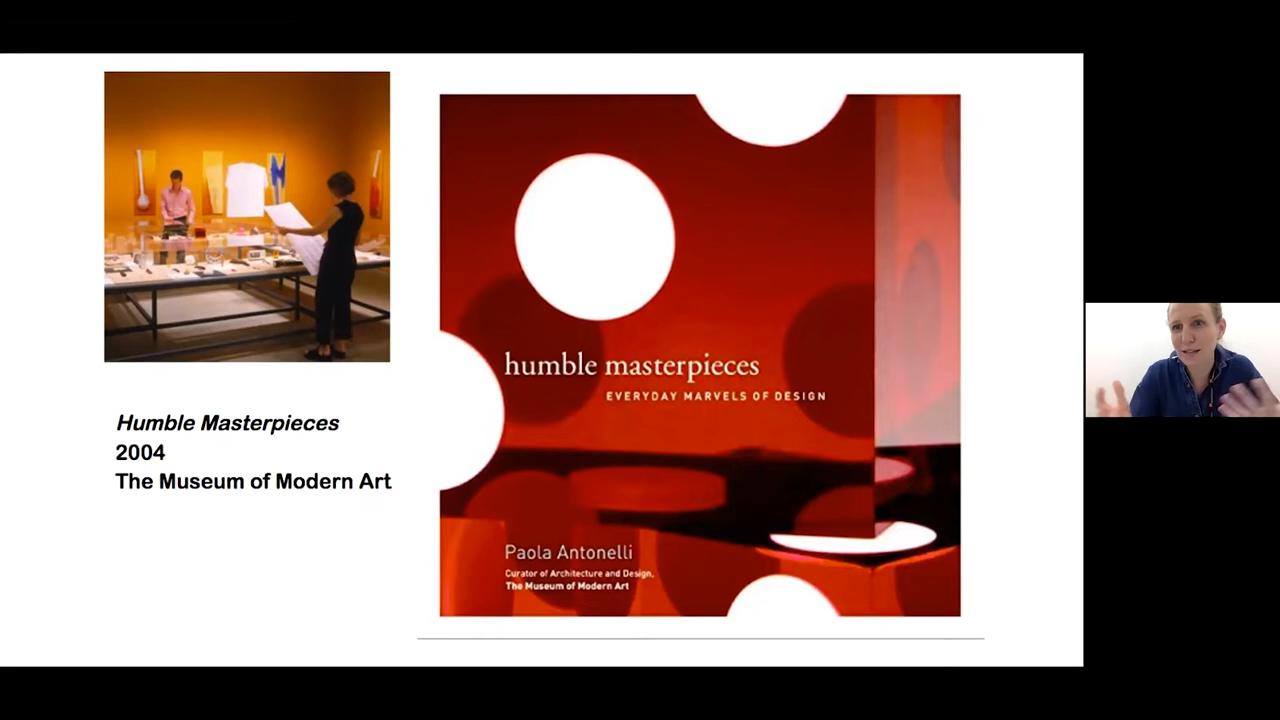 Humble Masterpieces
2004
The Museum of Modern Art
humble masterpieces
EVERYDAY MARVELS OF DESIGN
Paola Antonelli
Curator of Architecture and Design,
The Museum of Modern Art